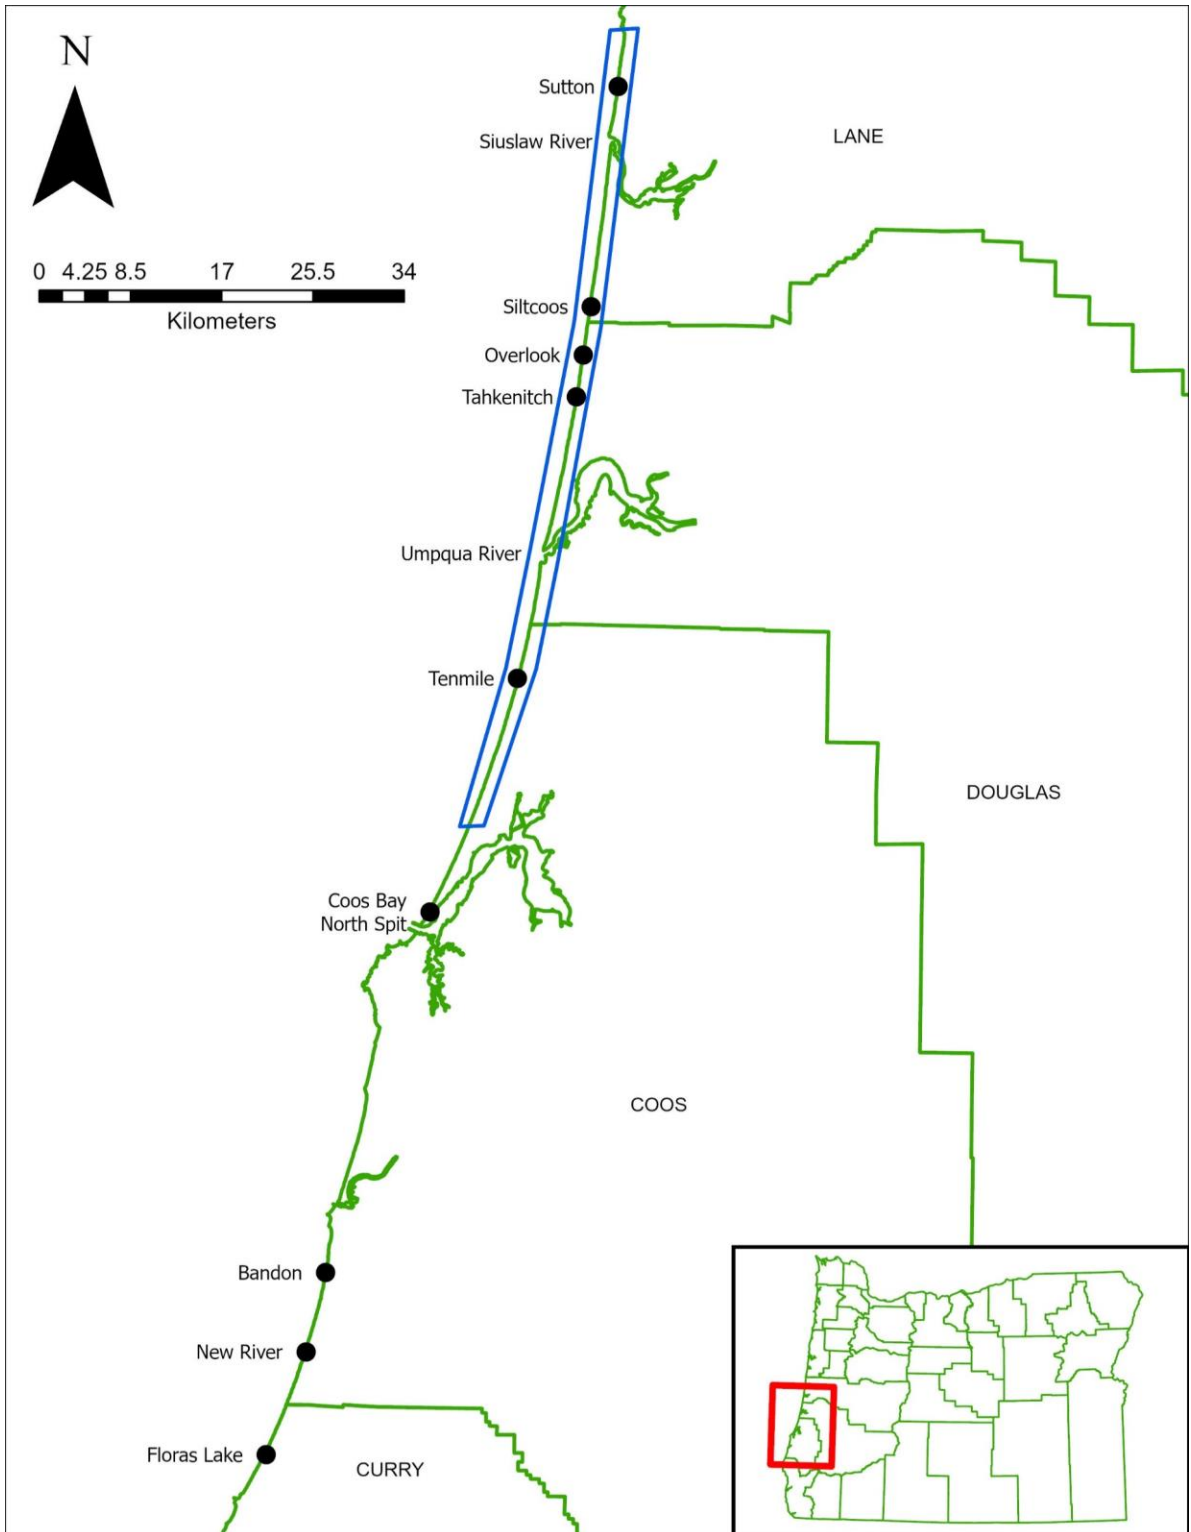 N
Sutton
Siuslaw River
LANE
0 4.25 8.5 17 25.5 34
Kilometers
Siltcoos
Overlook
Tahkenitch
Umpqua River
Tenmile
DOUGLAS
Coos Bay
North Spit
COOS
Bandon
New River
Floras Lake
CURRY